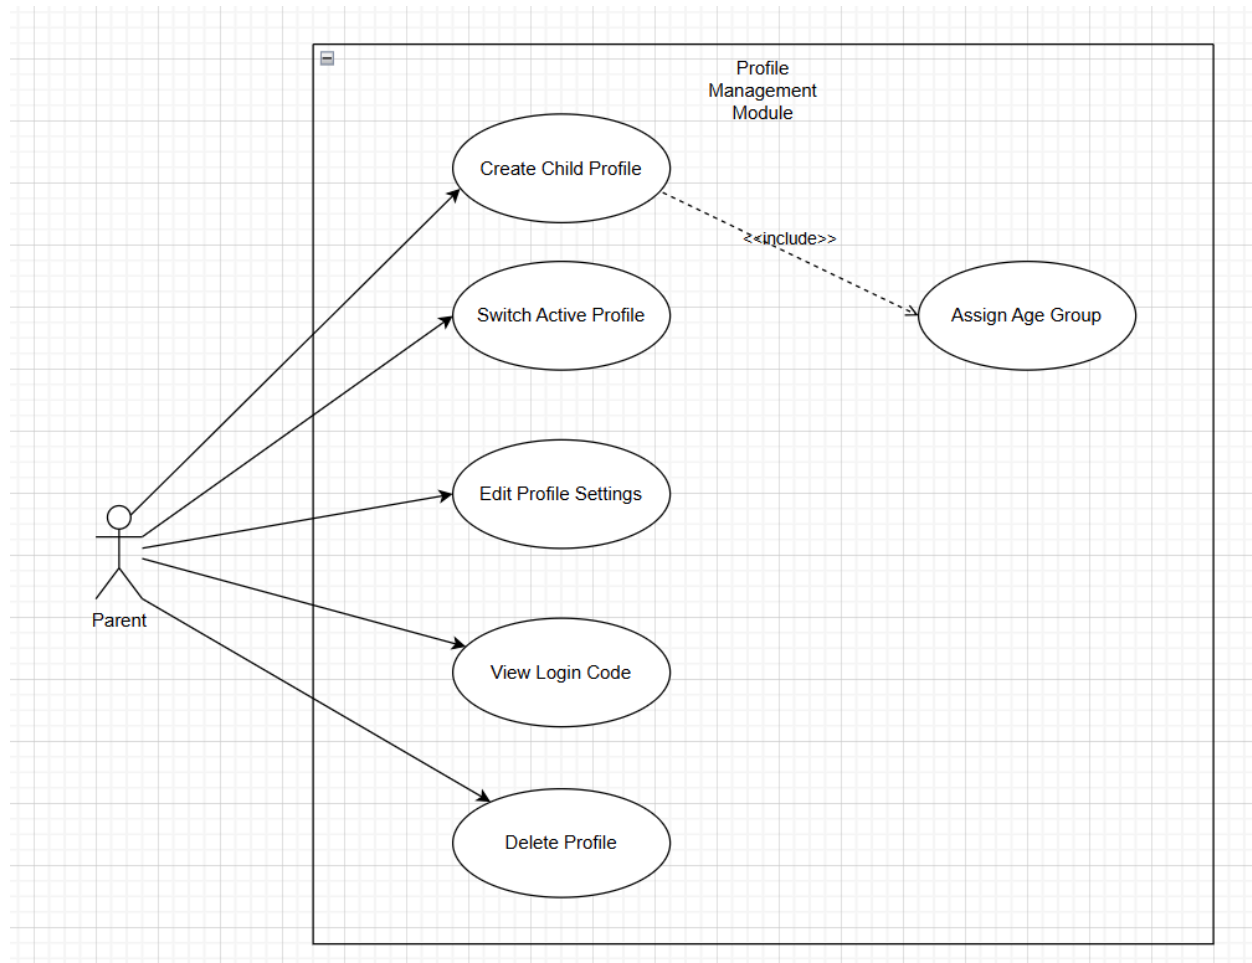 Profile
Management
Module
Create Child Profile
<<include>>
Switch Active Profile
Assign Age Group
Edit Profile Settings
Parent
View Login Code
Delete Profile